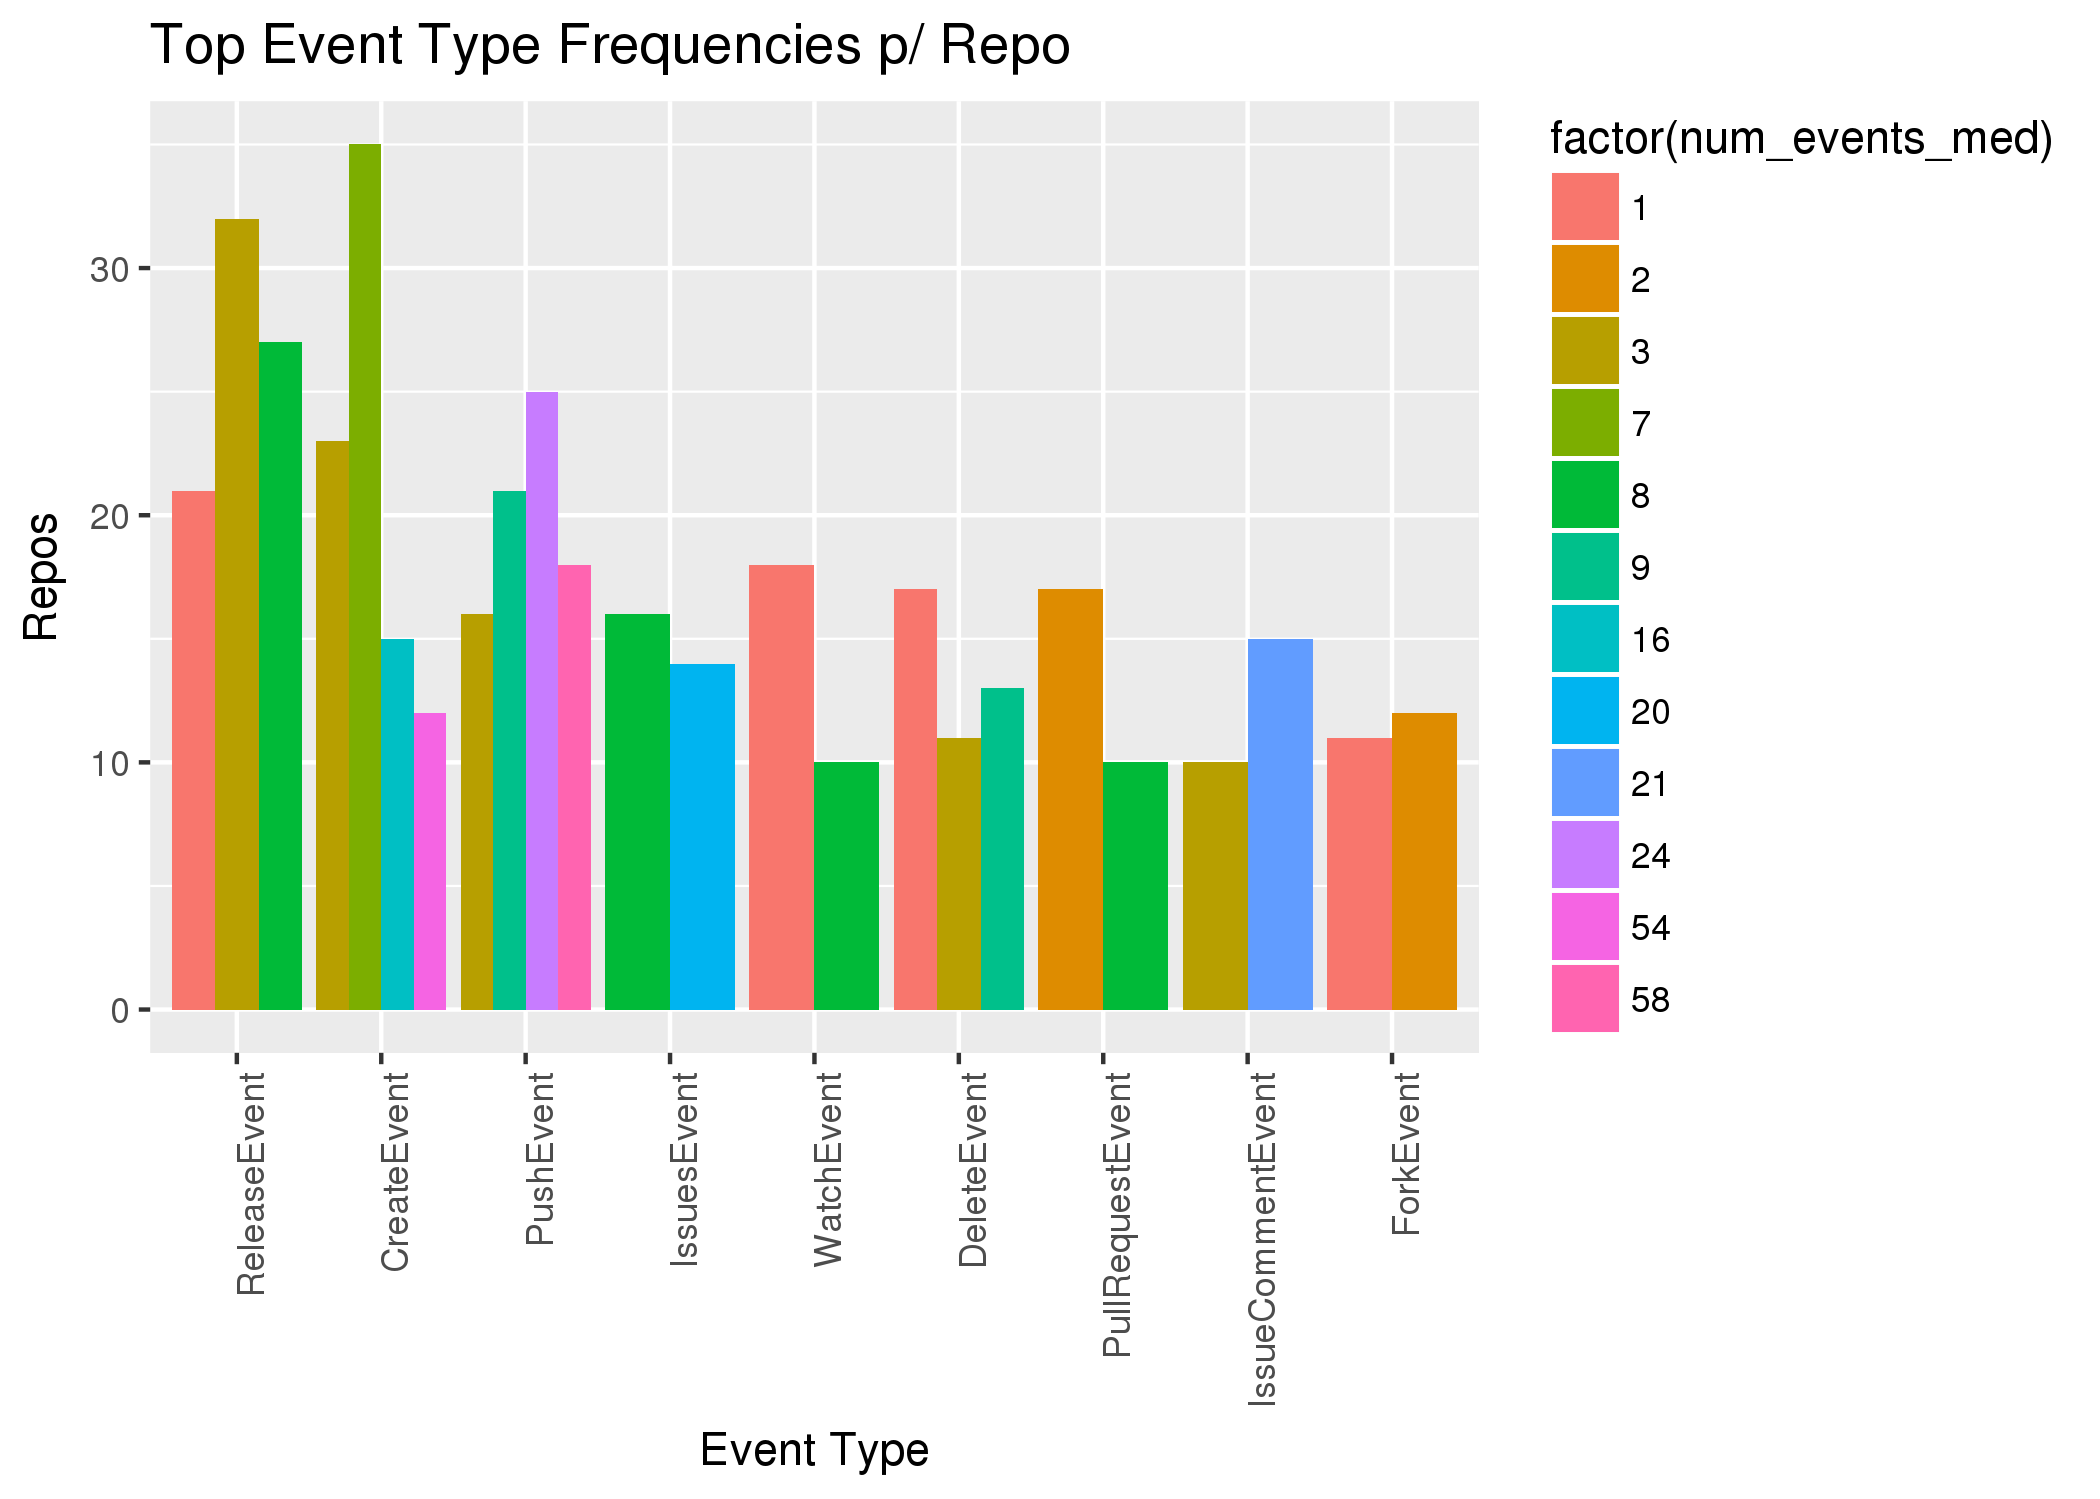 Top Event Type Frequencies p/ Repo
Repos
30
20
10
0
ReleaseEvent
CreateEvent
PushEvent
IssuesEvent
WatchEvent
DeleteEvent
PullRequestEvent
IssueCommentEvent
ForkEvent
Event Type
factor(num_events_med)
1
2
3
7
8
9
16
20
21
24
54
58